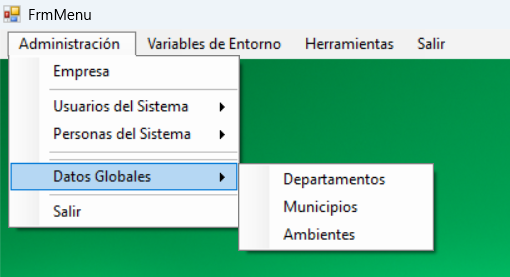 FrmMenu
Administración Variables de Entorno Herramientas Salir
Empresa
Usuarios del Sistema
Personas del Sistema
Datos Globales
Departamentos
Municipios
Ambientes
Salir